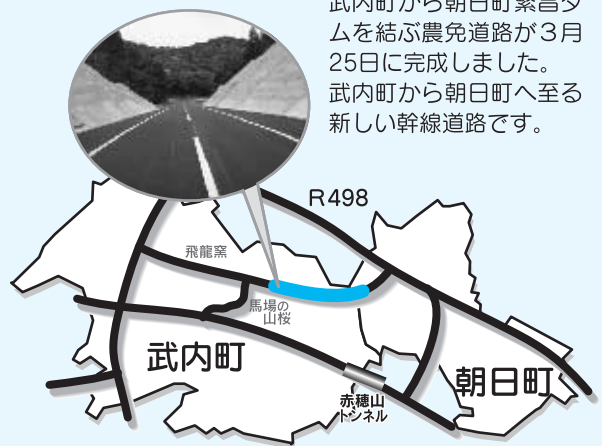 武内町から朝日町繁昌ダ
ムを結ぶ農免道路が３月
25日に完成しました。
武内町から朝日町へ至る
新しい幹線道路です。
R498
飛龍窯
馬場の
山桜
武内町
朝日町
赤穂山
トンネル